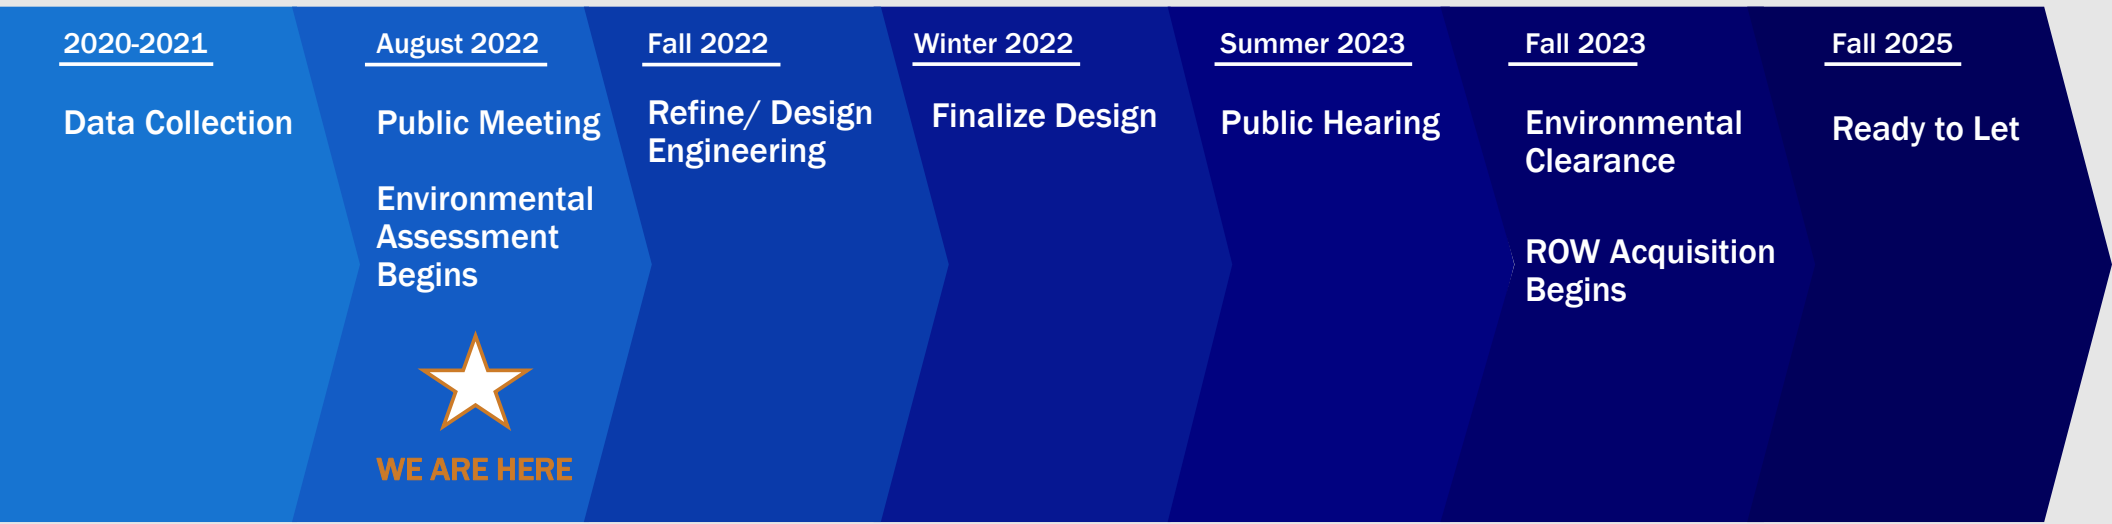 2020-2021
Data Collection
August 2022
Public Meeting
Environmental
Assessment
Begins
WE ARE HERE
Fall 2022
Refine/ Design
Engineering
Winter 2022
Finalize Design
Summer 2023
Public Hearing
Fall 2023
Environmental
Clearance
ROW Acquisition
Begins
Fall 2025
Ready to Let